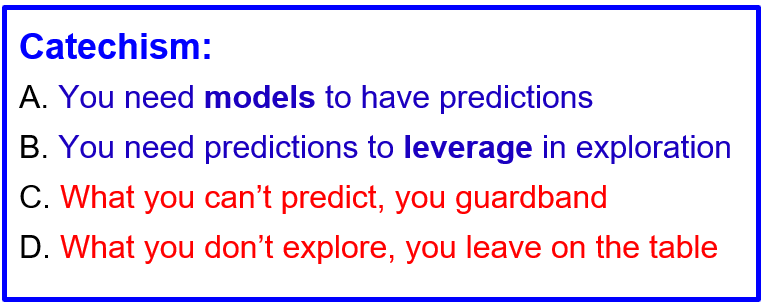 Catechism:
A. You need models to have predictions
B. You need predictions to leverage in exploration
C. What you can’t predict, you guardband
D. What you don’t explore, you leave on the table